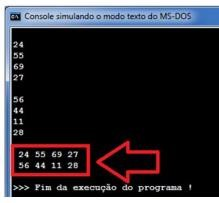 Console simulando o modo texto do MS-DOS
24
55
69
27
56
44
11
28
24 55 69 27
56 44 11 28
>>> Fim da execução do programa !